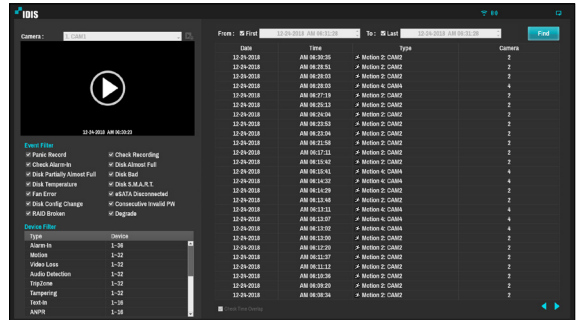 IDIS
Camera : 1. CAM1
12-24-2018 AM 06:30:23
Event Filter
Panic Record Check Recording
Check Alarm-In Disk Almost Full
Disk Partially Almost Full Disk Bad
Disk Temperature Disk S.M.A.R.T.
Fan Error eSATA Disconnected
Disk Config Change Consecutive Invalid PW
RAID Broken Degrade
Device Filter
Type Device
Alarm-In 1~36
Motion 1~32
Video Loss 1~32
Audio Detection 1~32
TripZone 1~32
Tampering 1~32
Text-In 1~16
ANPR 1~16
From : First 12-24-2018 AM 06:31:26 To : Last 12-24-2018 AM 06:31:26 Find
Date Time Type Camera
12-24-2018 AM 06:30:35 Motion 2: CAM2 2
12-24-2018 AM 06:28:51 Motion 2: CAM2 2
12-24-2018 AM 06:28:03 Motion 2: CAM2 2
12-24-2018 AM 06:28:03 Motion 4: CAM4 4
12-24-2018 AM 06:27:19 Motion 2: CAM2 2
12-24-2018 AM 06:25:13 Motion 2: CAM2 2
12-24-2018 AM 06:24:04 Motion 2: CAM2 2
12-24-2018 AM 06:23:53 Motion 2: CAM2 2
12-24-2018 AM 06:23:04 Motion 2: CAM2 2
12-24-2018 AM 06:21:58 Motion 2: CAM2 2
12-24-2018 AM 06:17:11 Motion 2: CAM2 2
12-24-2018 AM 06:15:42 Motion 2: CAM2 2
12-24-2018 AM 06:15:41 Motion 4: CAM4 4
12-24-2018 AM 06:14:32 Motion 4: CAM4 4
12-24-2018 AM 06:14:29 Motion 2: CAM2 2
12-24-2018 AM 06:13:48 Motion 2: CAM2 2
12-24-2018 AM 06:13:11 Motion 4: CAM4 4
12-24-2018 AM 06:13:07 Motion 4: CAM4 4
12-24-2018 AM 06:13:02 Motion 4: CAM4 4
12-24-2018 AM 06:13:00 Motion 2: CAM2 2
12-24-2018 AM 06:12:20 Motion 2: CAM2 2
12-24-2018 AM 06:11:37 Motion 2: CAM2 2
12-24-2018 AM 06:11:12 Motion 2: CAM2 2
12-24-2018 AM 06:10:36 Motion 2: CAM2 2
12-24-2018 AM 06:09:20 Motion 2: CAM2 2
12-24-2018 AM 06:08:34 Motion 2: CAM2 2
Check Time Overlap